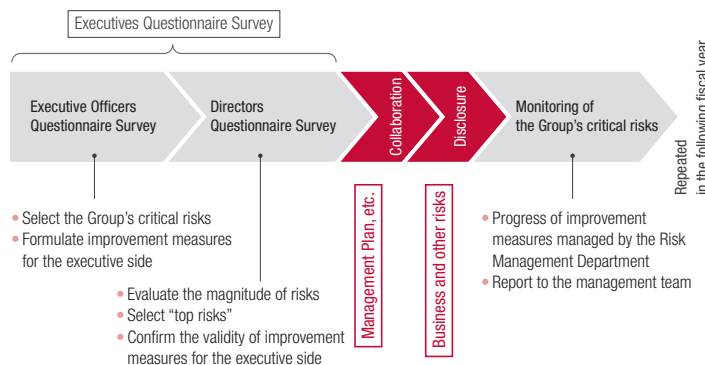 Executives Questionnaire Survey
Executive Officers
Questionnaire Survey
Directors
Questionnaire Survey
Collaboration
Disclosure
Monitoring of
the Group's critical risks
Repeated
in the following fiscal year
• Select the Group's critical risks
• Formulate improvement measures
for the executive side
• Evaluate the magnitude of risks
• Select “top risks”
• Confirm the validity of improvement
measures for the executive side
Management Plan, etc.
Business and other risks
• Progress of improvement
measures managed by the Risk
Management Department
• Report to the management team